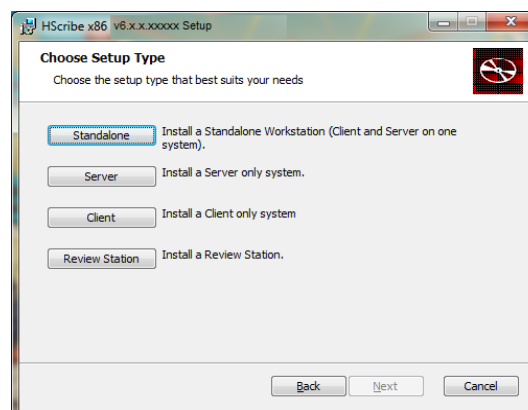 HScribe x86 v6.x.x.xxxxx Setup
Choose Setup Type
Choose the setup type that best suits your needs
Standalone
Install a Standalone Workstation (Client and Server on one
system).
Server
Install a Server only system.
Client
Install a Client only system
Review Station
Install a Review Station.
Back
Next
Cancel